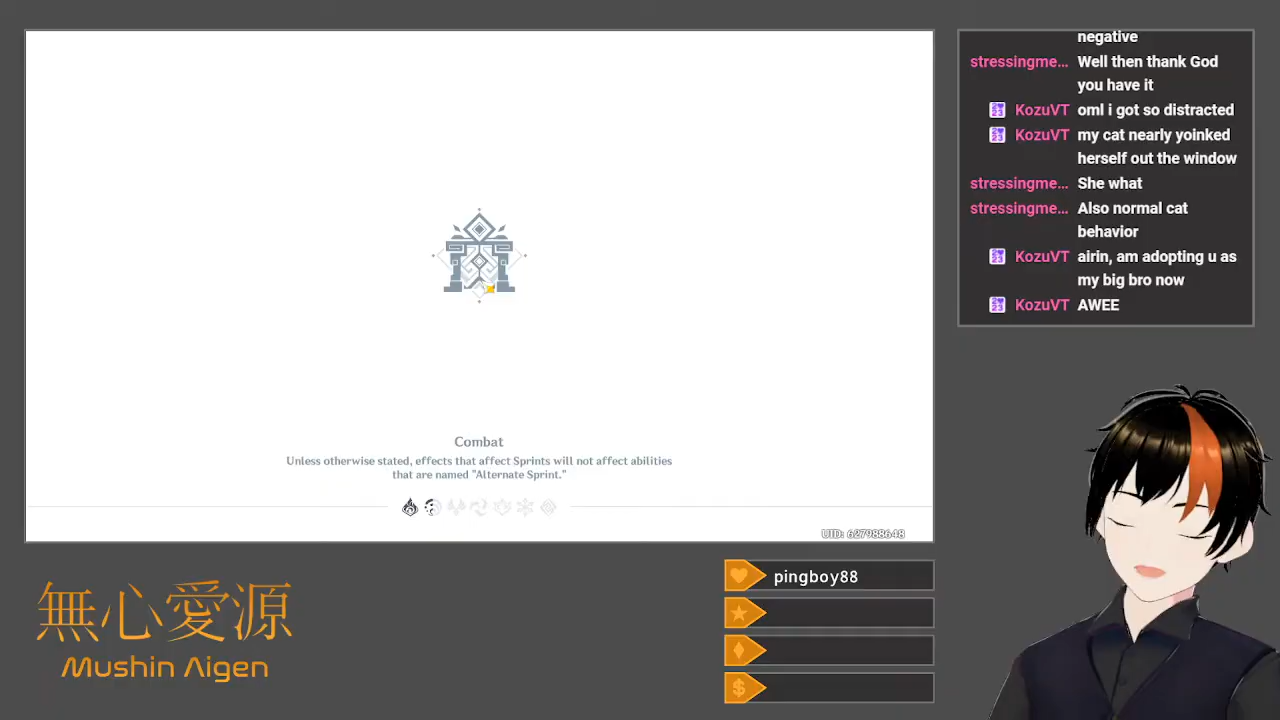 negative
stressingme... Well then thank God
you have it
KozuVT oml i got so distracted
KozuVT my cat nearly yoinked
herself out the window
stressingme... She what
stressingme... Also normal cat
behavior
KozuVT airin, am adopting u as
my big bro now
KozuVT AWEE
Combat
Unless otherwise stated, effects that affect Sprints will not affect abilities
that are named "Alternate Sprint."
UID: 627988648
無心愛源
Mushin Aigen
pingboy88
$